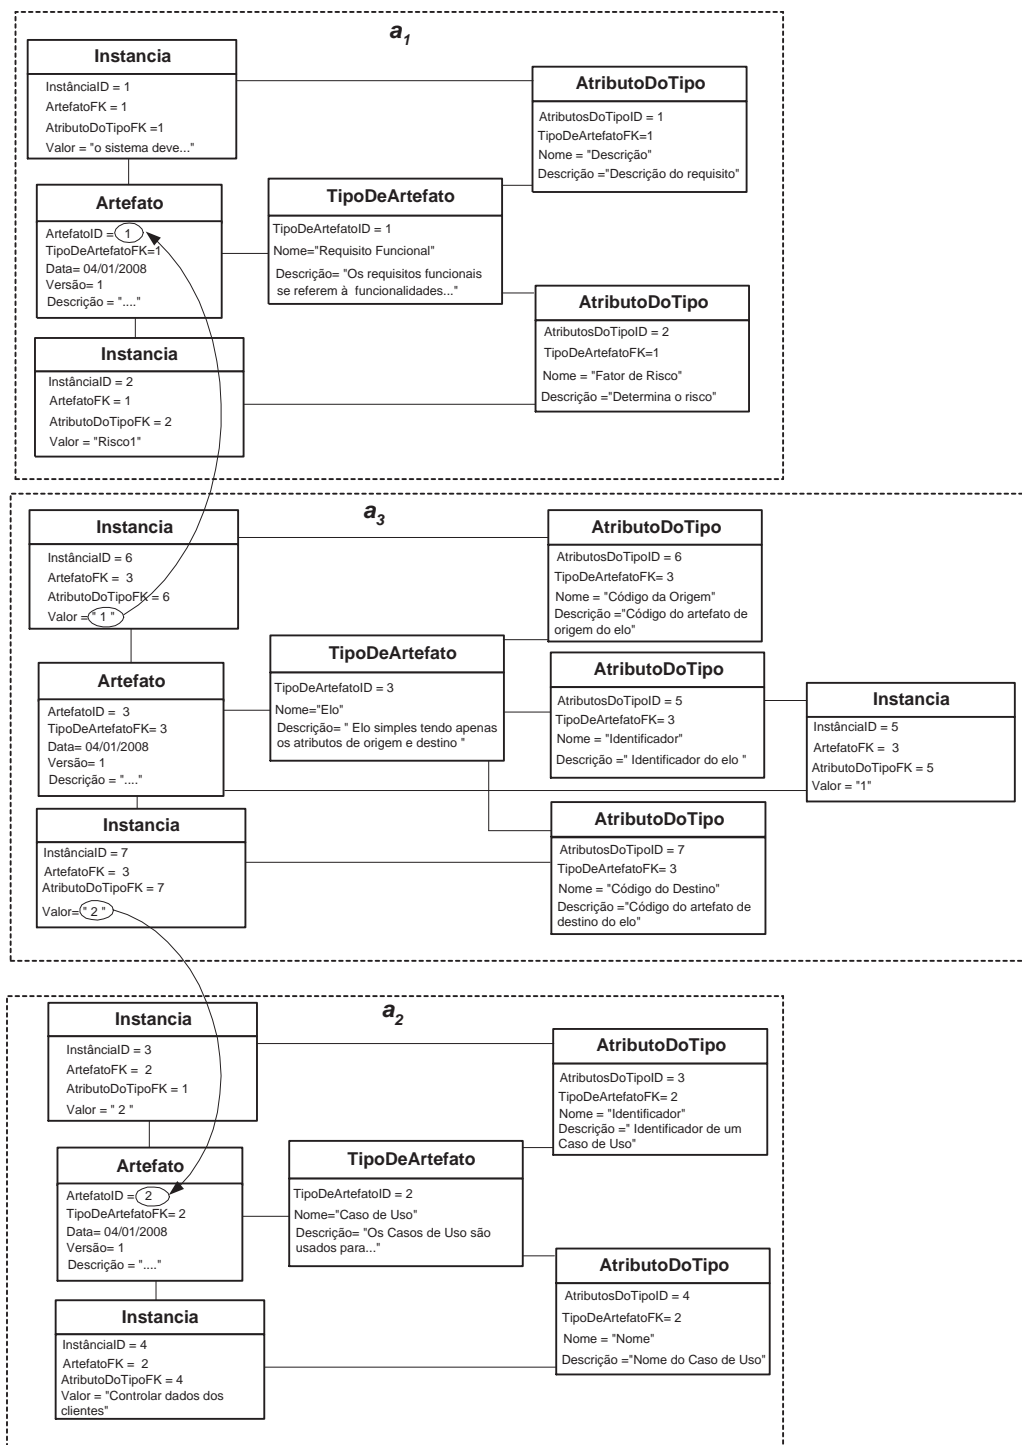 a1
Instancia
InstânciaID = 1
ArtefatoFK = 1
AtributoDoTipoFK =1
Valor = "o sistema deve..."
AtributoDoTipo
AtributosDoTipoID = 1
TipoDeArtefatoFK=1
Nome = "Descrição"
Descrição ="Descrição do requisito"
Artefato
ArtefatoID = 1
TipoDeArtefatoFK=1
Data= 04/01/2008
Versão= 1
Descrição = "...."
TipoDeArtefato
TipoDeArtefatoID = 1
Nome="Requisito Funcional"
Descrição= "Os requisitos funcionais
se referem à funcionalidades..."
AtributoDoTipo
AtributosDoTipoID = 2
TipoDeArtefatoFK=1
Nome = "Fator de Risco"
Descrição ="Determina o risco"
Instancia
InstânciaID = 2
ArtefatoFK = 1
AtributoDoTipoFK = 2
Valor = "Risco1"
a3
Instancia
InstânciaID = 6
ArtefatoFK = 3
AtributoDoTipoFK = 6
Valor = " 1 "
AtributoDoTipo
AtributosDoTipoID = 6
TipoDeArtefatoFK= 3
Nome = "Código da Origem"
Descrição ="Código do artefato de
origem do elo"
Artefato
ArtefatoID = 3
TipoDeArtefatoFK= 3
Data= 04/01/2008
Versão= 1
Descrição = "...."
TipoDeArtefato
TipoDeArtefatoID = 3
Nome="Elo"
Descrição= " Elo simples tendo apenas
os atributos de origem e destino "
AtributoDoTipo
AtributosDoTipoID = 5
TipoDeArtefatoFK= 3
Nome = "Identificador"
Descrição =" Identificador do elo "
Instancia
InstânciaID = 5
ArtefatoFK = 3
AtributoDoTipoFK = 5
Valor = "1"
Instancia
InstânciaID = 7
ArtefatoFK = 3
AtributoDoTipoFK = 7
Valor= " 2 "
AtributoDoTipo
AtributosDoTipoID = 7
TipoDeArtefatoFK= 3
Nome = "Código do Destino"
Descrição ="Código do artefato de
destino do elo"
a2
Instancia
InstânciaID = 3
ArtefatoFK = 2
AtributoDoTipoFK = 1
Valor = " 2 "
AtributoDoTipo
AtributosDoTipoID = 3
TipoDeArtefatoFK= 2
Nome = "Identificador"
Descrição =" Identificador de um
Caso de Uso"
Artefato
ArtefatoID = 2
TipoDeArtefatoFK= 2
Data= 04/01/2008
Versão= 1
Descrição = "...."
TipoDeArtefato
TipoDeArtefatoID = 2
Nome="Caso de Uso"
Descrição= "Os Casos de Uso são
usados para..."
AtributoDoTipo
AtributosDoTipoID = 4
TipoDeArtefatoFK= 2
Nome = "Nome"
Descrição ="Nome do Caso de Uso"
Instancia
InstânciaID = 4
ArtefatoFK = 2
AtributoDoTipoFK = 4
Valor = "Controlar dados dos
clientes"